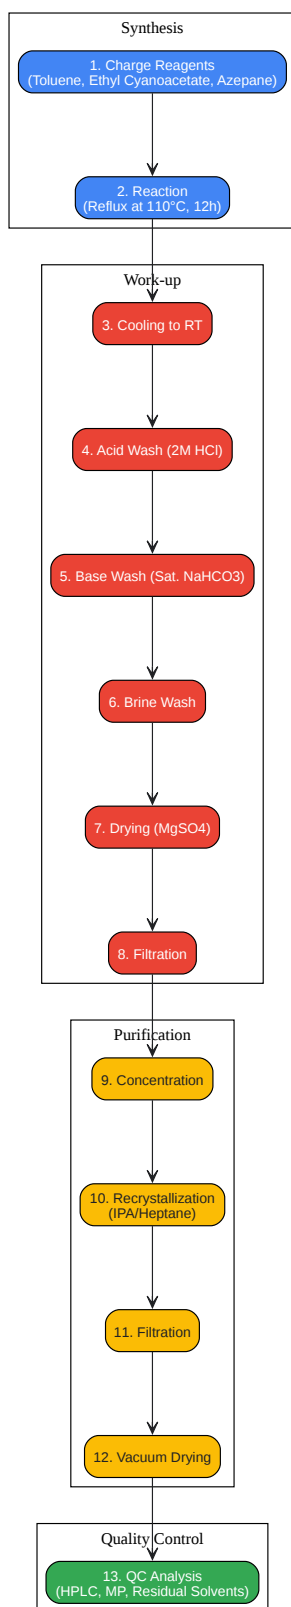 Synthesis
1. Charge Reagents
(Toluene, Ethyl Cyanoacetate, Azepane)
2. Reaction
(Reflux at 110°C, 12h)
Work-up
3. Cooling to RT
4. Acid Wash (2M HCl)
5. Base Wash (Sat. NaHCO3)
6. Brine Wash
7. Drying (MgSO4)
8. Filtration
Purification
9. Concentration
10. Recrystallization
(IPA/Heptane)
11. Filtration
12. Vacuum Drying
Quality Control
13. QC Analysis
(HPLC, MP, Residual Solvents)